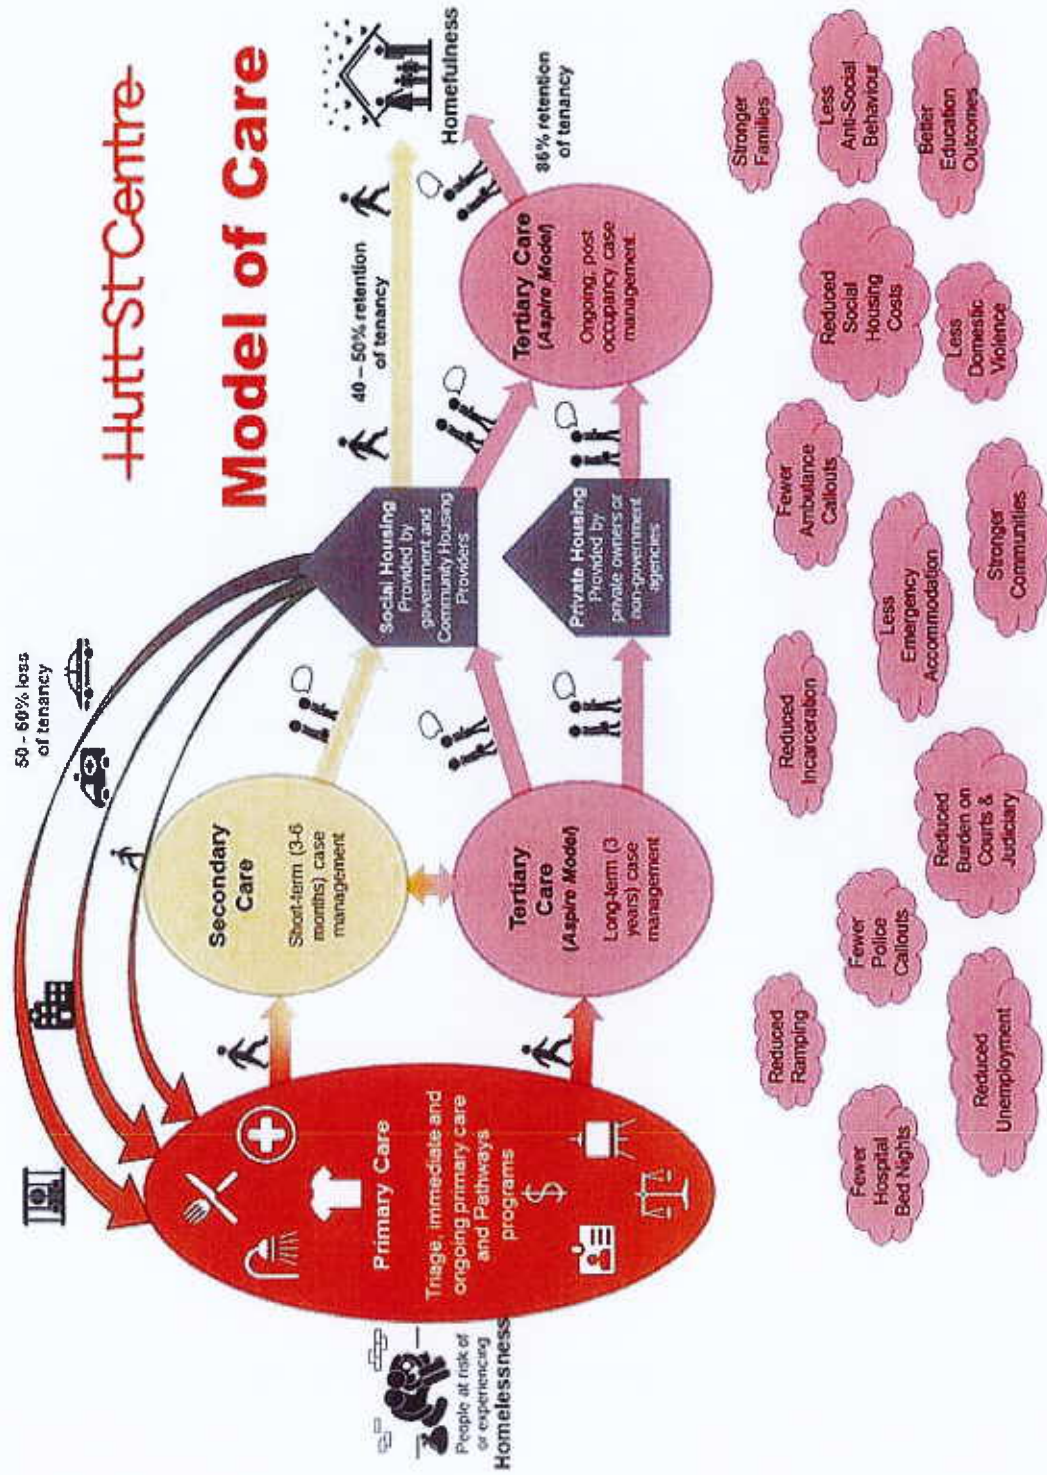 Hutt St Centre
Model of Care
50 - 60% loss
of tenancy
People at risk of
or experiencing
Homelessness
Primary Care
Triage, immediate and
ongoing primary care
and Pathways
programs
$
Secondary
Care
Short-term (3-6
months) case
management
Tertiary
Care
(Aspire Model)
Long-term (3
years) case
management
Social Housing
Provided by
government and
Community Housing
Providers
Private Housing
Provided by
private owners or
non-government
agencies
40 – 50% retention
of tenancy
Tertiary Care
(Aspire Model)
Ongoing, post
occupancy case
management
Homefulness
86% retention
of tenancy
Reduced
Ramping
Fewer
Hospital
Bed Nights
Fewer
Police
Callouts
Reduced
Unemployment
Reduced
Incarceration
Reduced
Burden on
Courts &
Judiciary
Less
Emergency
Accommodation
Fewer
Ambulance
Callouts
Stronger
Communities
Reduced
Social
Housing
Costs
Less
Domestic
Violence
Stronger
Families
Less
Anti-Social
Behaviour
Better
Education
Outcomes